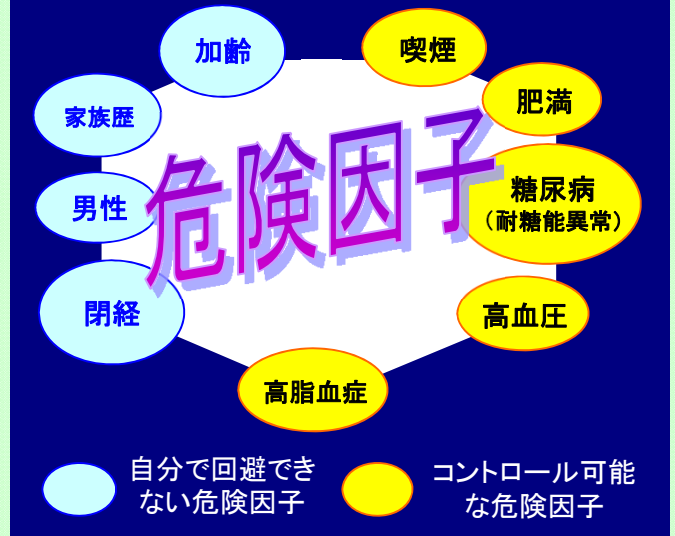 加齢
喫煙
家族歴
肥満
危険因子
男性
糖尿病
（耐糖能異常）
閉経
高血圧
高脂血症
自分で回避でき
ない危険因子
コントロール可能
な危険因子